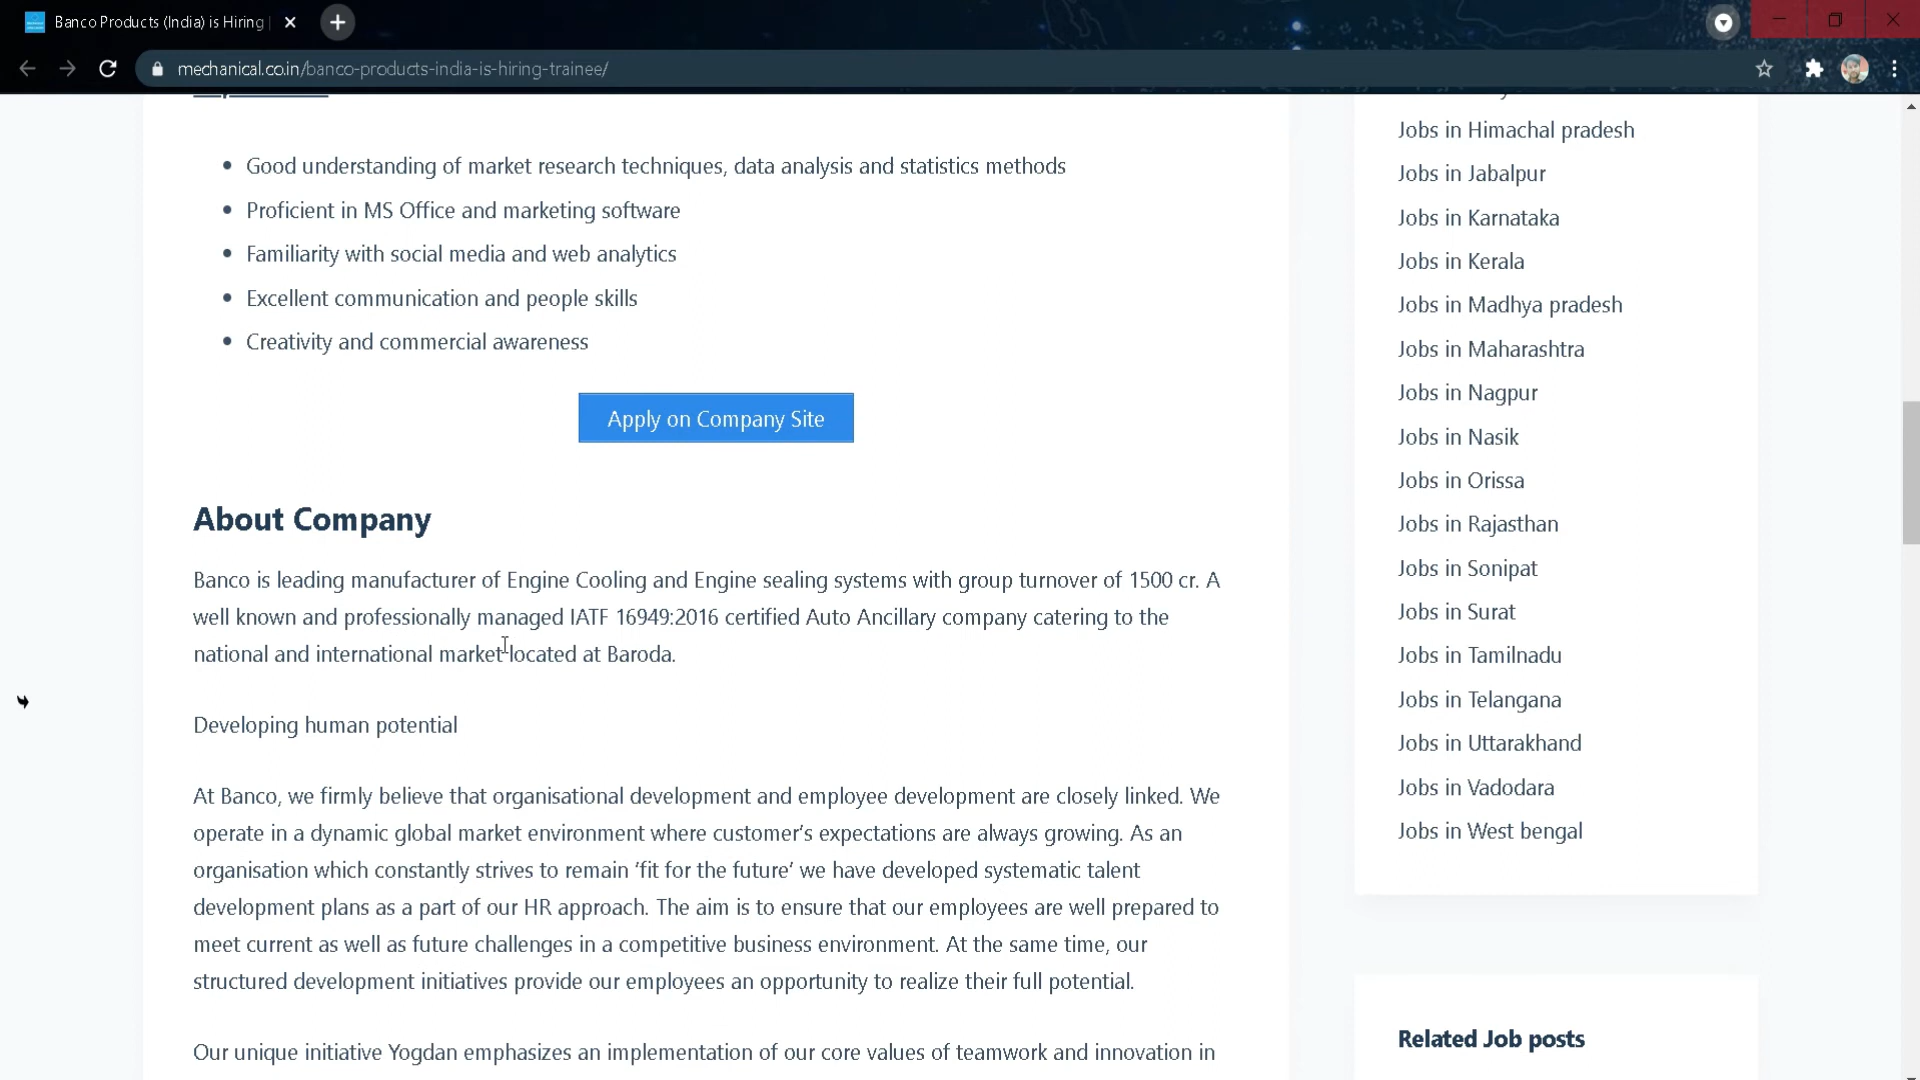 Banco Products (India) is Hiring
mechanical.co.in/banco-products-india-is-hiring-trainee/
Good understanding of market research techniques, data analysis and statistics methods
Proficient in MS Office and marketing software
Familiarity with social media and web analytics
Excellent communication and people skills
Creativity and commercial awareness
Apply on Company Site
About Company
Banco is leading manufacturer of Engine Cooling and Engine sealing systems with group turnover of 1500 cr. A
well known and professionally managed IATF 16949:2016 certified Auto Ancillary company catering to the
national and international market located at Baroda.
Developing human potential
At Banco, we firmly believe that organisational development and employee development are closely linked. We
operate in a dynamic global market environment where customer’s expectations are always growing. As an
organisation which constantly strives to remain ‘fit for the future’ we have developed systematic talent
development plans as a part of our HR approach. The aim is to ensure that our employees are well prepared to
meet current as well as future challenges in a competitive business environment. At the same time, our
structured development initiatives provide our employees an opportunity to realize their full potential.
Our unique initiative Yogdan emphasizes an implementation of our core values of teamwork and innovation in
Jobs in Himachal pradesh
Jobs in Jabalpur
Jobs in Karnataka
Jobs in Kerala
Jobs in Madhya pradesh
Jobs in Maharashtra
Jobs in Nagpur
Jobs in Nasik
Jobs in Orissa
Jobs in Rajasthan
Jobs in Sonipat
Jobs in Surat
Jobs in Tamilnadu
Jobs in Telangana
Jobs in Uttarakhand
Jobs in Vadodara
Jobs in West bengal
Related Job posts